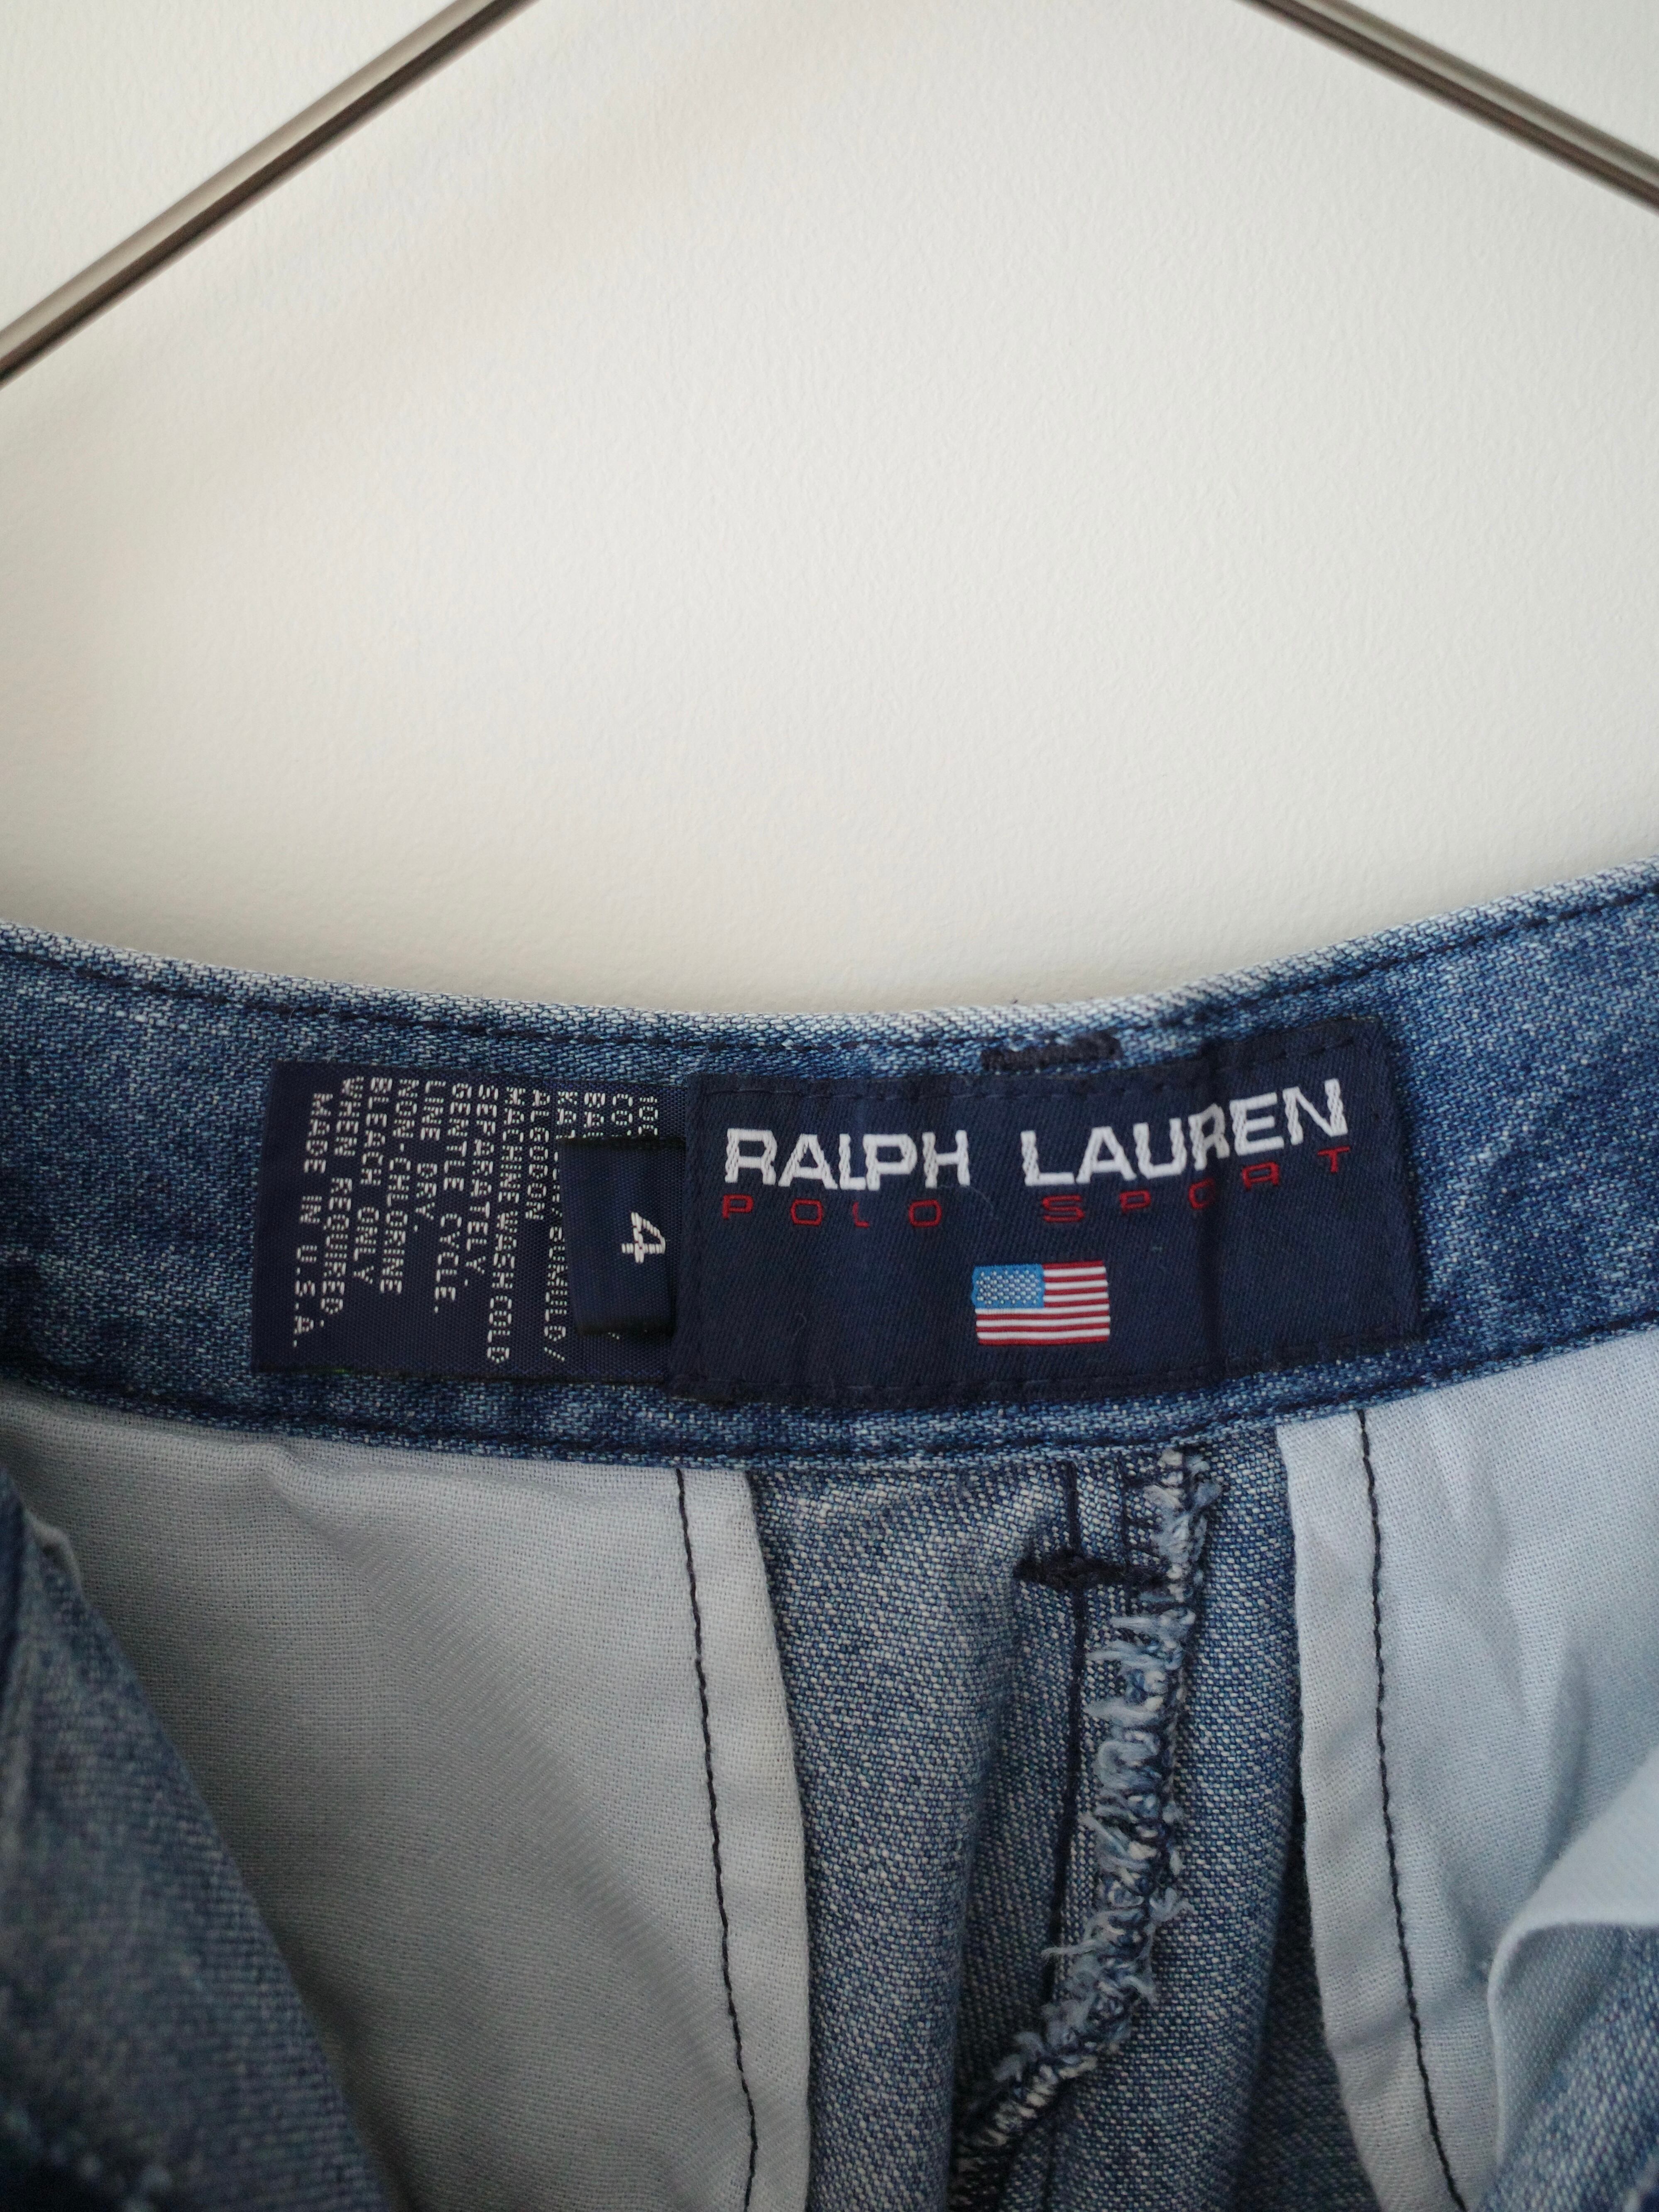 RALPH LAUREN
POLO SPORT
4
ALGODON
MACHINE WASH COLD
SEPARATELY.
GENTLE CYCLE.
LINE DRY.
NON-CHLORINE
BLEACH ONLY
WHEN REQUIRED.
MADE IN U.S.A.